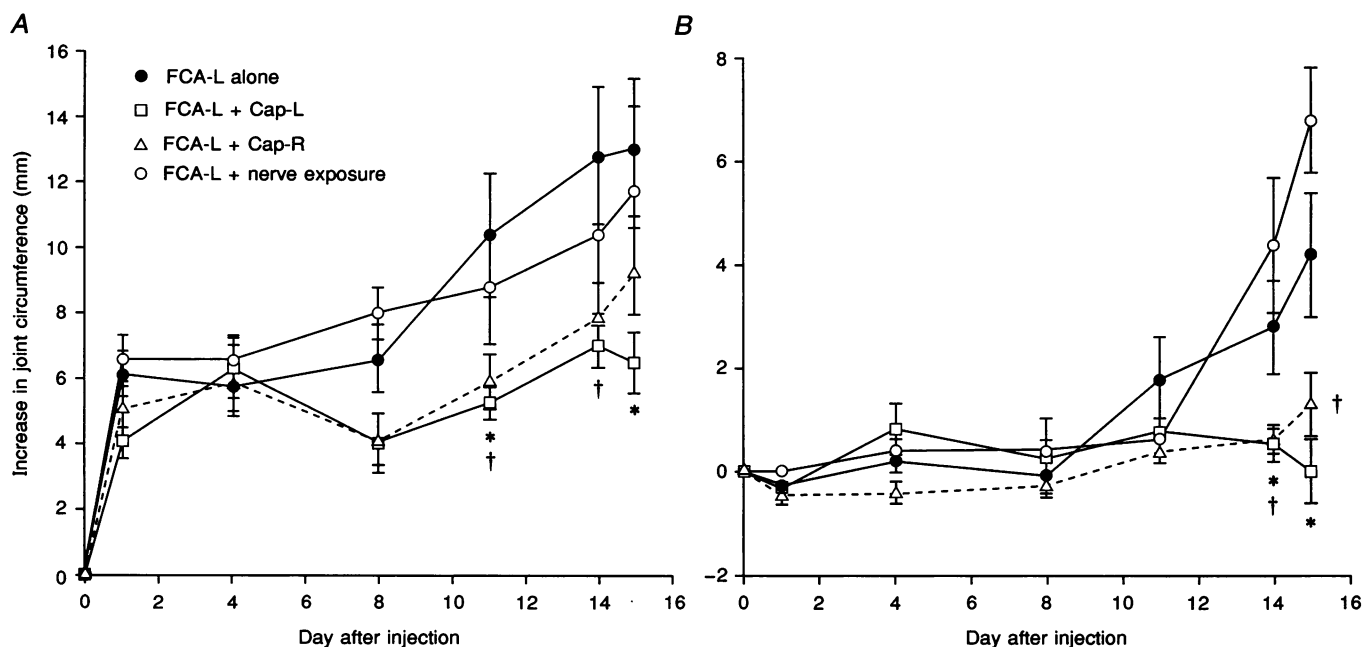 A
B
16
14
12
10
8
6
4
2
0
Increase in joint circumference (mm)
FCA-L alone
FCA-L + Cap-L
FCA-L + Cap-R
FCA-L + nerve exposure
*
†
†
*
0 2 4 6 8 10 12 14 16
Day after injection
8
6
4
2
0
−2
†
*
†
*
0 2 4 6 8 10 12 14 16
Day after injection